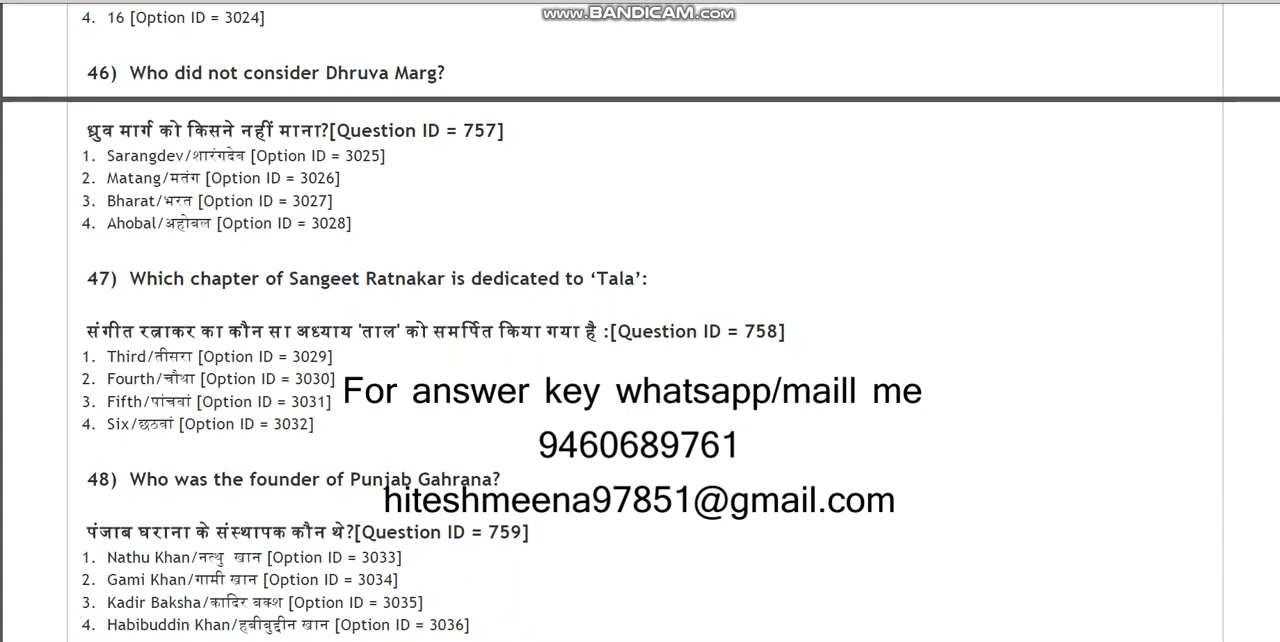 www.BANDICAM.com
4. 16 [Option ID = 3024]
46) Who did not consider Dhruva Marg?
ध्रुव मार्ग को किसने नहीं माना?[Question ID = 757]
1. Sarangdev/शारंगदेव [Option ID = 3025]
2. Matang/मतंग [Option ID = 3026]
3. Bharat/भरत [Option ID = 3027]
4. Ahobal/अहोबल [Option ID = 3028]
47) Which chapter of Sangeet Ratnakar is dedicated to ‘Tala’:
संगीत रत्नाकर का कौन सा अध्याय 'ताल' को समर्पित किया गया है :[Question ID = 758]
1. Third/तीसरा [Option ID = 3029]
2. Fourth/चौथा [Option ID = 3030]
For answer key whatsapp/maill me
3. Fifth/पांचवां [Option ID = 3031]
4. Six/छठवां [Option ID = 3032]
9460689761
48) Who was the founder of Punjab Gahrana?
hiteshmeena97851@gmail.com
पंजाब घराना के संस्थापक कौन थे?[Question ID = 759]
1. Nathu Khan/नत्थु खान [Option ID = 3033]
2. Gami Khan/गामी खान [Option ID = 3034]
3. Kadir Baksha/कादिर बक्श [Option ID = 3035]
4. Habibuddin Khan/हबीबुद्दीन खान [Option ID = 3036]